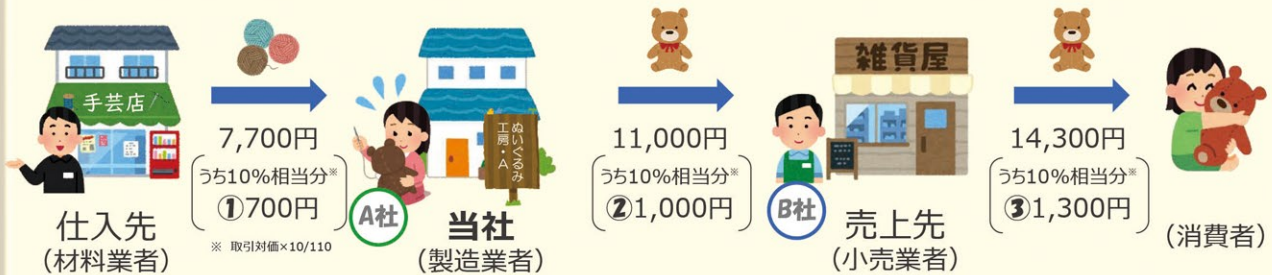 手芸店
7,700円
うち10%相当分※
①700円
※ 取引対価×10/110
仕入先
(材料業者)
A社
ぬいぐるみ
工房・A
当社
(製造業者)
11,000円
うち10%相当分※
②1,000円
雑貨屋
B社
売上先
(小売業者)
14,300円
うち10%相当分※
③1,300円
(消費者)